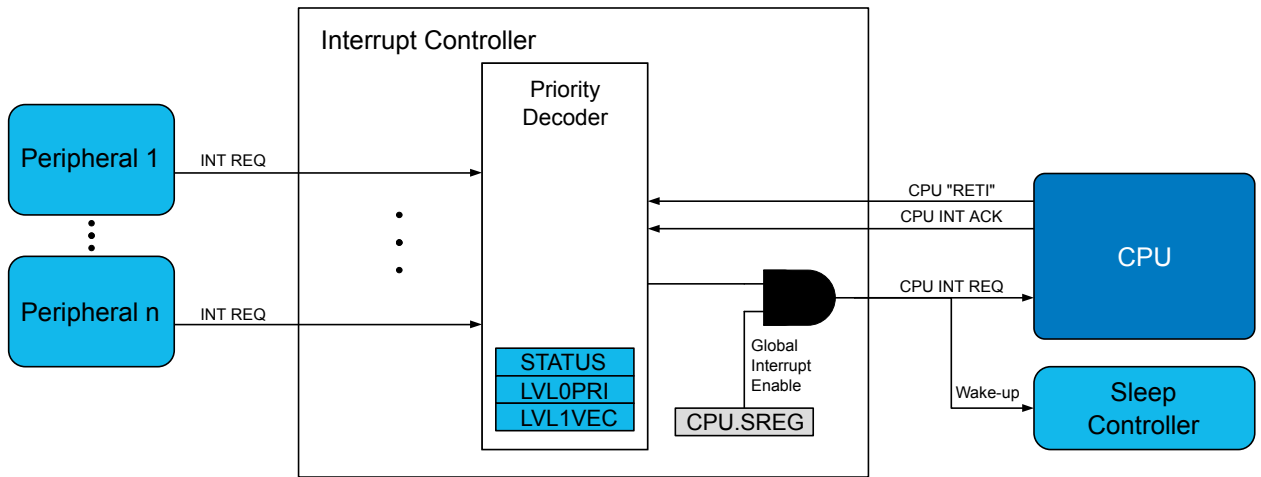 Interrupt Controller
Priority
Decoder
Peripheral 1
INT REQ
CPU "RETI"
CPU INT ACK
CPU
Peripheral n
INT REQ
CPU INT REQ
Global
Interrupt
Enable
STATUS
LVL0PRI
LVL1VEC
CPU.SREG
Wake-up
Sleep
Controller